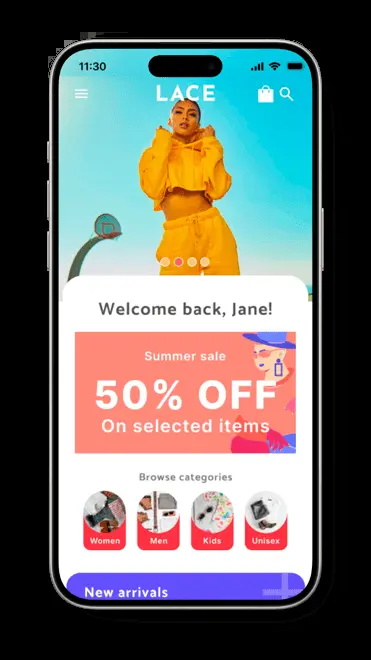 11:30
LACE
Welcome back, Jane!
Summer sale
50% OFF
On selected items
Browse categories
Women
Men
Kids
Unisex
New arrivals